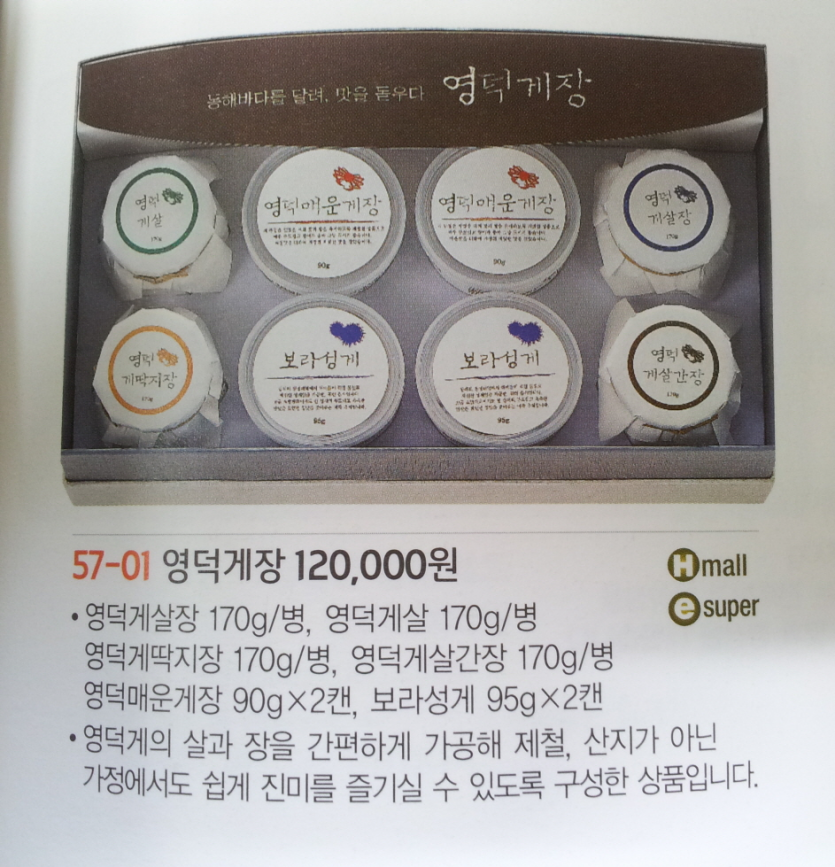 동해바다를 달려, 맛을 돋우다 영덕게장
영덕
게살
170g
영덕매운게장
90g
영덕매운게장
90g
영덕
게살장
170g
영덕
게딱지장
170g
보라성게
95g
보라성게
95g
영덕
게살간장
170g
57-01 영덕게장 120,000원
H mall
e super
• 영덕게살장 170g/병, 영덕게살 170g/병
영덕게딱지장 170g/병, 영덕게살간장 170g/병
영덕매운게장 90g×2캔, 보라성게 95g×2캔
• 영덕게의 살과 장을 간편하게 가공해 제철, 산지가 아닌
가정에서도 쉽게 진미를 즐기실 수 있도록 구성한 상품입니다.